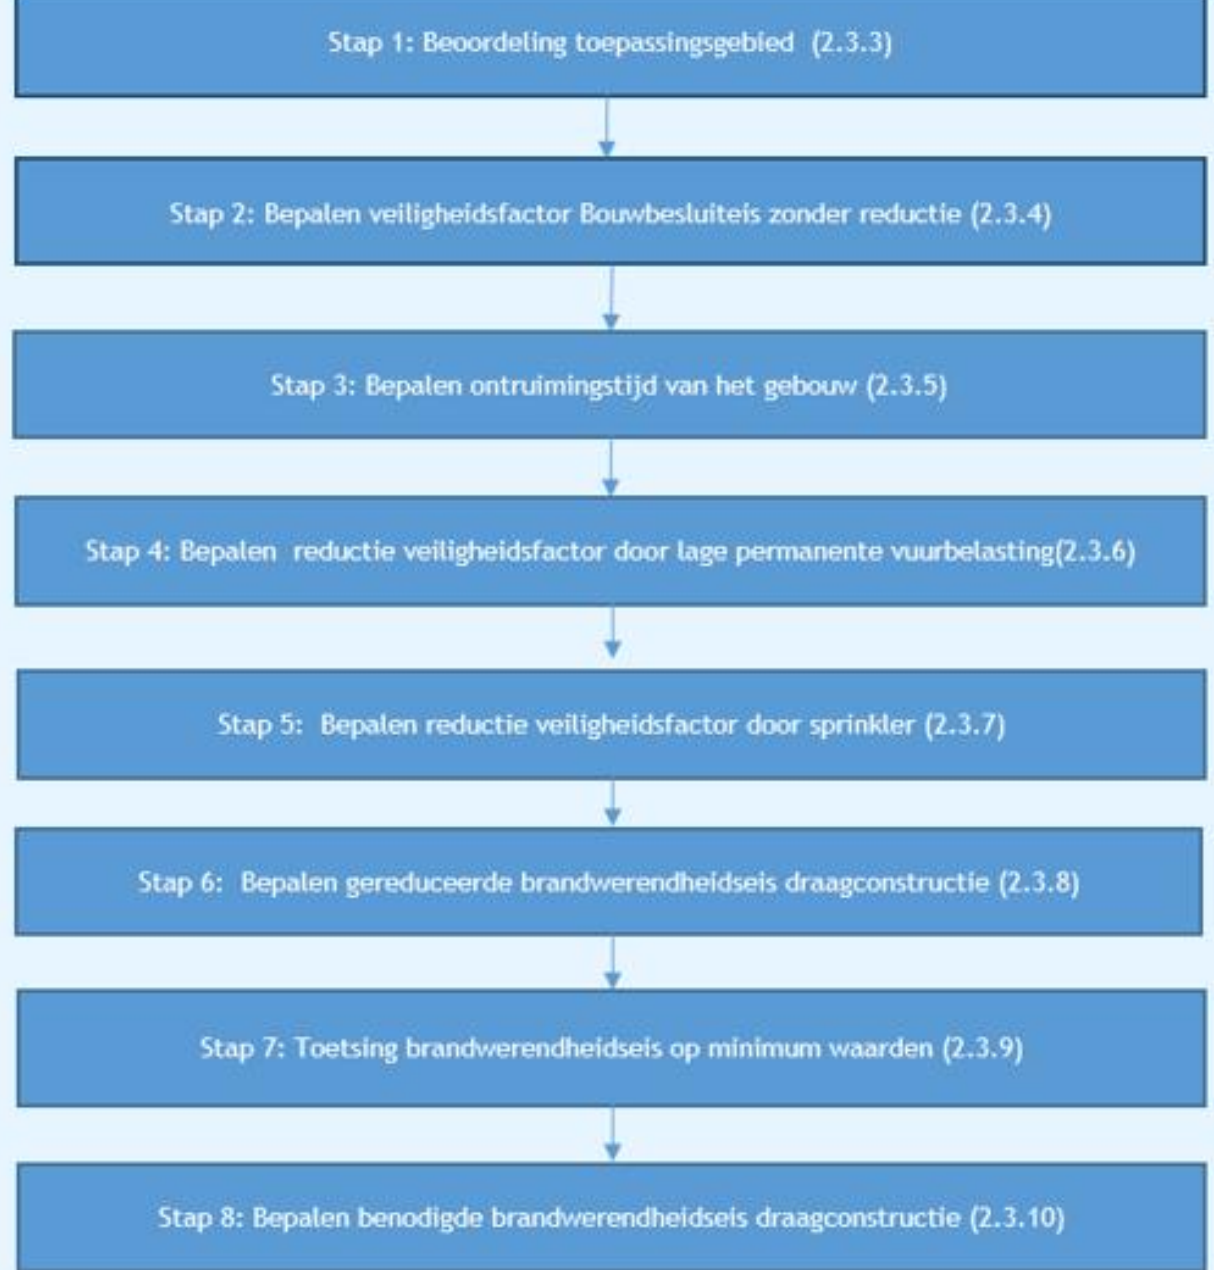 Stap 1: Beoordeling toepassingsgebied (2.3.3)
Stap 2: Bepalen veiligheidsfactor Bouwbesluiteis zonder reductie (2.3.4)
Stap 3: Bepalen ontruimingstijd van het gebouw (2.3.5)
Stap 4: Bepalen reductie veiligheidsfactor door lage permanente vuurbelasting(2.3.6)
Stap 5: Bepalen reductie veiligheidsfactor door sprinkler (2.3.7)
Stap 6: Bepalen gereduceerde brandwerendheidseis draagconstructie (2.3.8)
Stap 7: Toetsing brandwerendheidseis op minimum waarden (2.3.9)
Stap 8: Bepalen benodigde brandwerendheidseis draagconstructie (2.3.10)